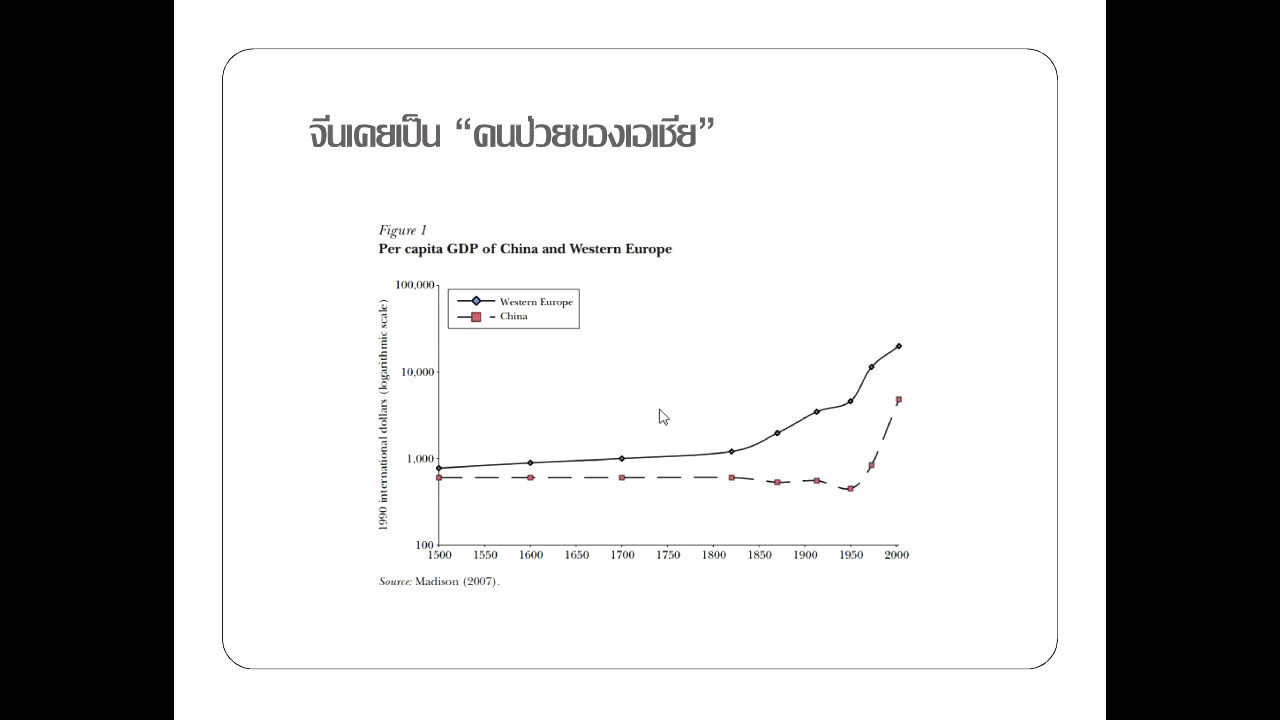 จีนเคยเป็น “คนป่วยของเอเชีย”
Figure 1
Per capita GDP of China and Western Europe
100,000
10,000
1,000
100
1990 international dollars (logarithmic scale)
Western Europe
China
1500 1550 1600 1650 1700 1750 1800 1850 1900 1950 2000
Source: Madison (2007).